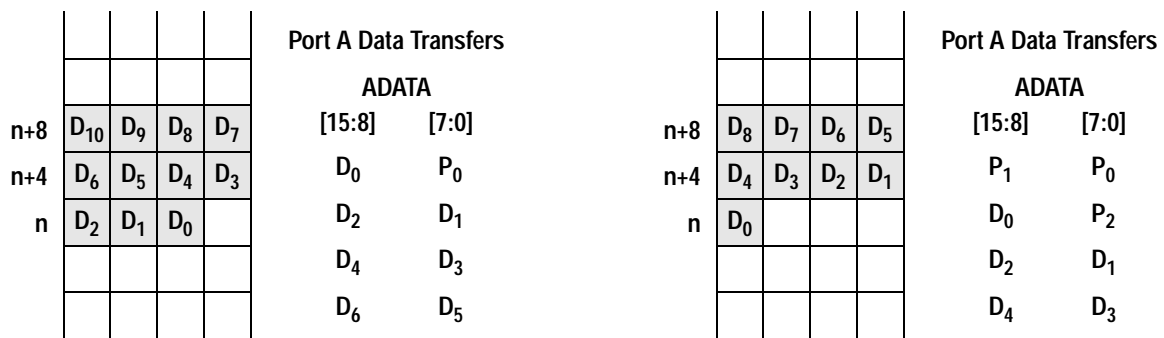 Port A Data Transfers
ADATA
[15:8] [7:0]
n+8 D10 D9 D8 D7
n+4 D6 D5 D4 D3
n D2 D1 D0
D0 P0
D2 D1
D4 D3
D6 D5
Port A Data Transfers
ADATA
[15:8] [7:0]
n+8 D8 D7 D6 D5
n+4 D4 D3 D2 D1
n D0
P1 P0
D0 P2
D2 D1
D4 D3